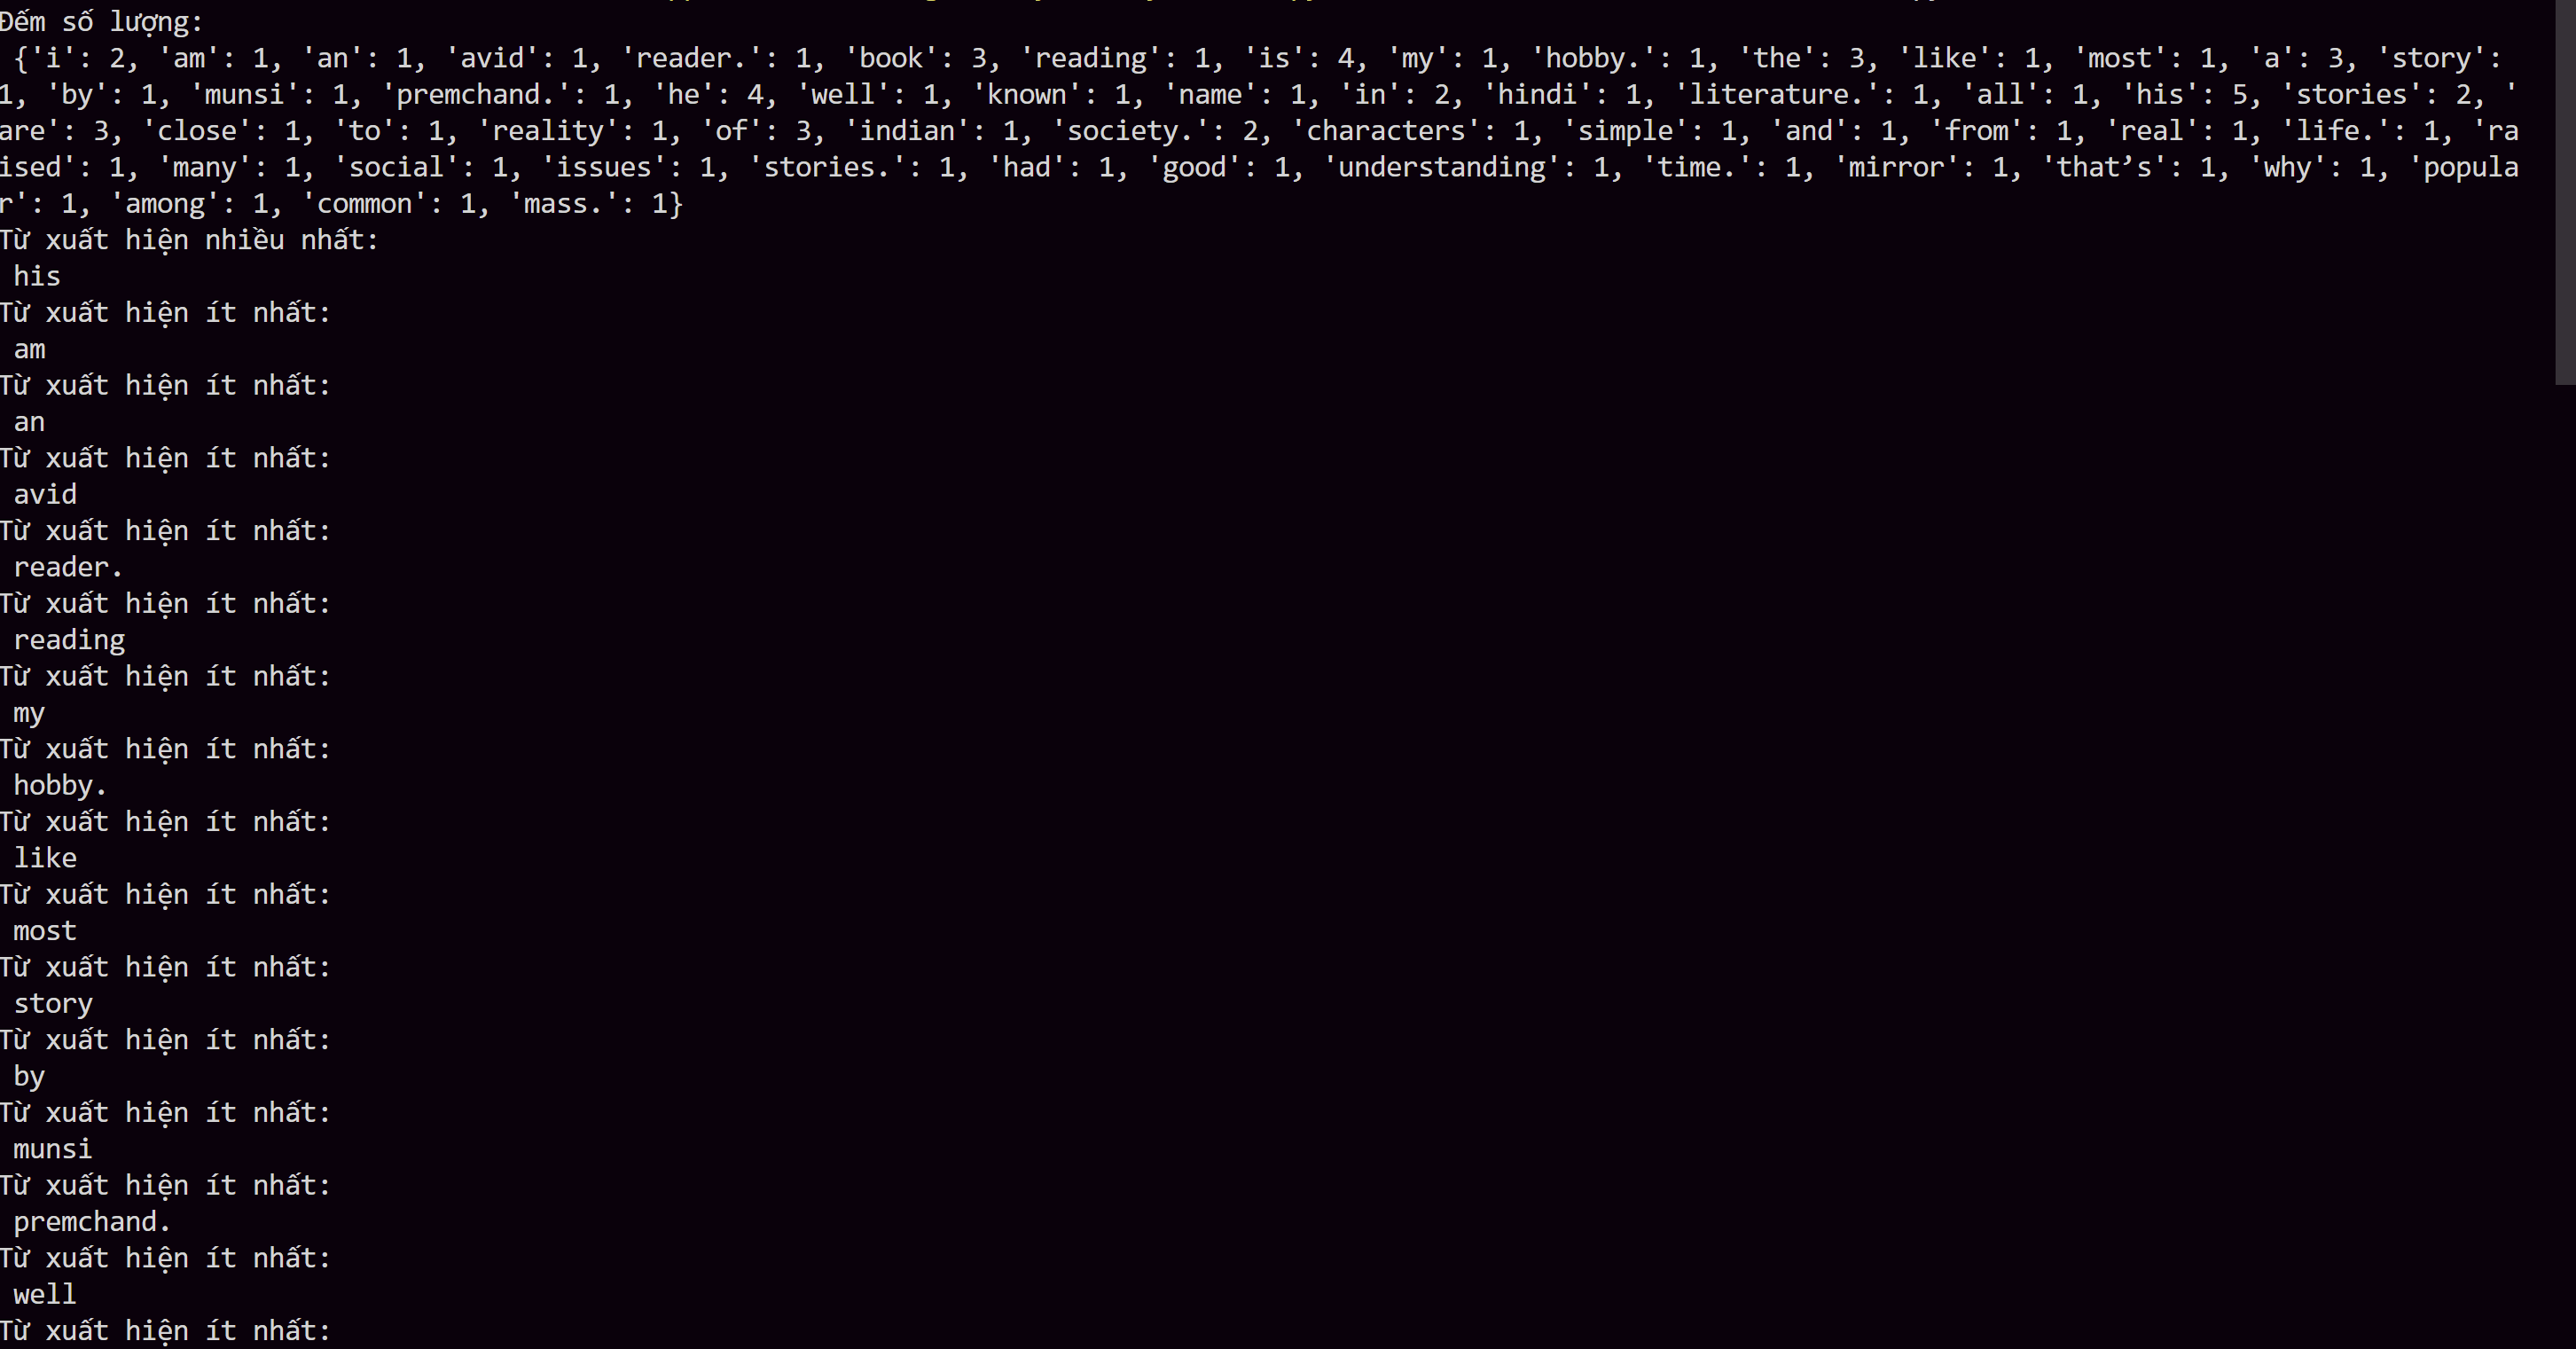 Đếm số lượng:
{'i': 2, 'am': 1, 'an': 1, 'avid': 1, 'reader.': 1, 'book': 3, 'reading': 1, 'is': 4, 'my': 1, 'hobby.': 1, 'the': 3, 'like': 1, 'most': 1, 'a': 3, 'story':
1, 'by': 1, 'munsi': 1, 'premchand.': 1, 'he': 4, 'well': 1, 'known': 1, 'name': 1, 'in': 2, 'hindi': 1, 'literature.': 1, 'all': 1, 'his': 5, 'stories': 2, '
are': 3, 'close': 1, 'to': 1, 'reality': 1, 'of': 3, 'indian': 1, 'society.': 2, 'characters': 1, 'simple': 1, 'and': 1, 'from': 1, 'real': 1, 'life.': 1, 'ra
ised': 1, 'many': 1, 'social': 1, 'issues': 1, 'stories.': 1, 'had': 1, 'good': 1, 'understanding': 1, 'time.': 1, 'mirror': 1, 'that’s': 1, 'why': 1, 'popula
r': 1, 'among': 1, 'common': 1, 'mass.': 1}
Từ xuất hiện nhiều nhất:
his
Từ xuất hiện ít nhất:
am
Từ xuất hiện ít nhất:
an
Từ xuất hiện ít nhất:
avid
Từ xuất hiện ít nhất:
reader.
Từ xuất hiện ít nhất:
reading
Từ xuất hiện ít nhất:
my
Từ xuất hiện ít nhất:
hobby.
Từ xuất hiện ít nhất:
like
Từ xuất hiện ít nhất:
most
Từ xuất hiện ít nhất:
story
Từ xuất hiện ít nhất:
by
Từ xuất hiện ít nhất:
munsi
Từ xuất hiện ít nhất:
premchand.
Từ xuất hiện ít nhất:
well
Từ xuất hiện ít nhất: